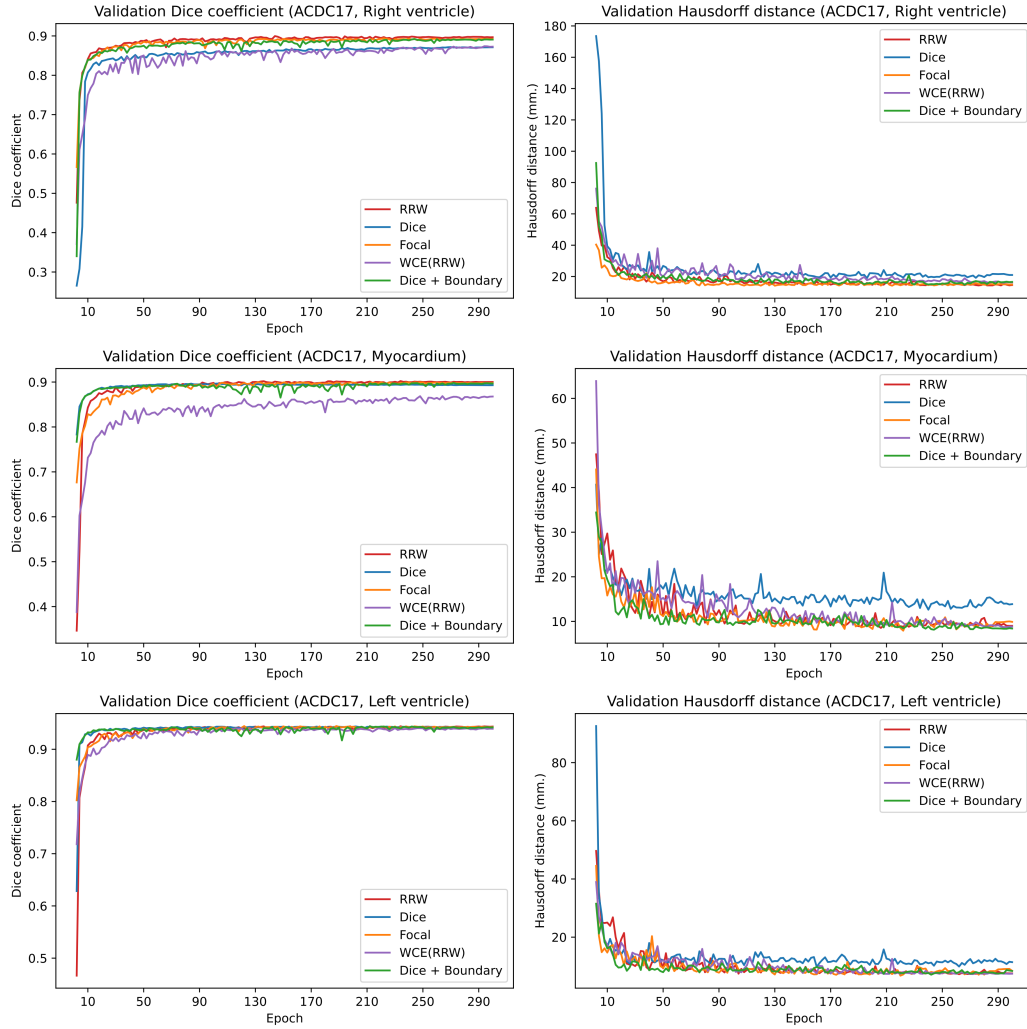 Validation Dice coefficient (ACDC17, Right ventricle)
Dice coefficient
0.9
0.8
0.7
0.6
0.5
0.4
0.3
10 50 90 130 170 210 250 290
Epoch
RRW
Dice
Focal
WCE(RRW)
Dice + Boundary
Validation Hausdorff distance (ACDC17, Right ventricle)
Hausdorff distance (mm.)
180
160
140
120
100
80
60
40
20
10 50 90 130 170 210 250 290
Epoch
RRW
Dice
Focal
WCE(RRW)
Dice + Boundary
Validation Dice coefficient (ACDC17, Myocardium)
Dice coefficient
0.9
0.8
0.7
0.6
0.5
0.4
10 50 90 130 170 210 250 290
Epoch
RRW
Dice
Focal
WCE(RRW)
Dice + Boundary
Validation Hausdorff distance (ACDC17, Myocardium)
Hausdorff distance (mm.)
60
50
40
30
20
10
10 50 90 130 170 210 250 290
Epoch
RRW
Dice
Focal
WCE(RRW)
Dice + Boundary
Validation Dice coefficient (ACDC17, Left ventricle)
Dice coefficient
0.9
0.8
0.7
0.6
0.5
10 50 90 130 170 210 250 290
Epoch
RRW
Dice
Focal
WCE(RRW)
Dice + Boundary
Validation Hausdorff distance (ACDC17, Left ventricle)
Hausdorff distance (mm.)
80
60
40
20
10 50 90 130 170 210 250 290
Epoch
RRW
Dice
Focal
WCE(RRW)
Dice + Boundary